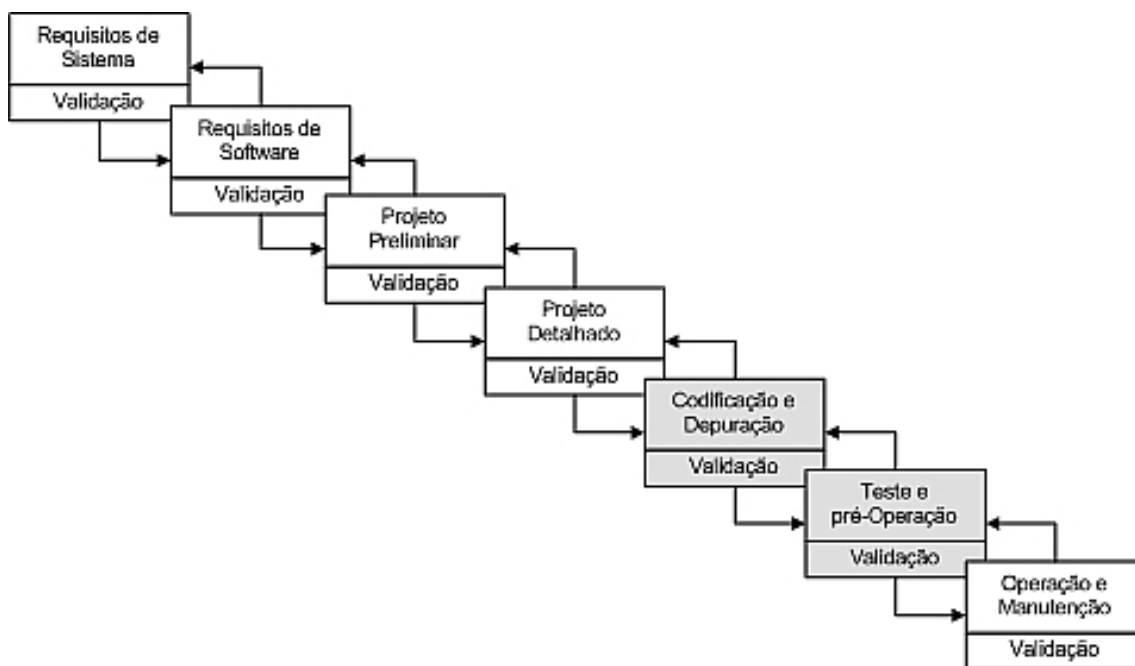 Requisitos de
Sistema
Validação
Requisitos de
Software
Validação
Projeto
Preliminar
Validação
Projeto
Detalhado
Validação
Codificação e
Depuração
Validação
Teste e
pré-Operação
Validação
Operação e
Manutenção
Validação